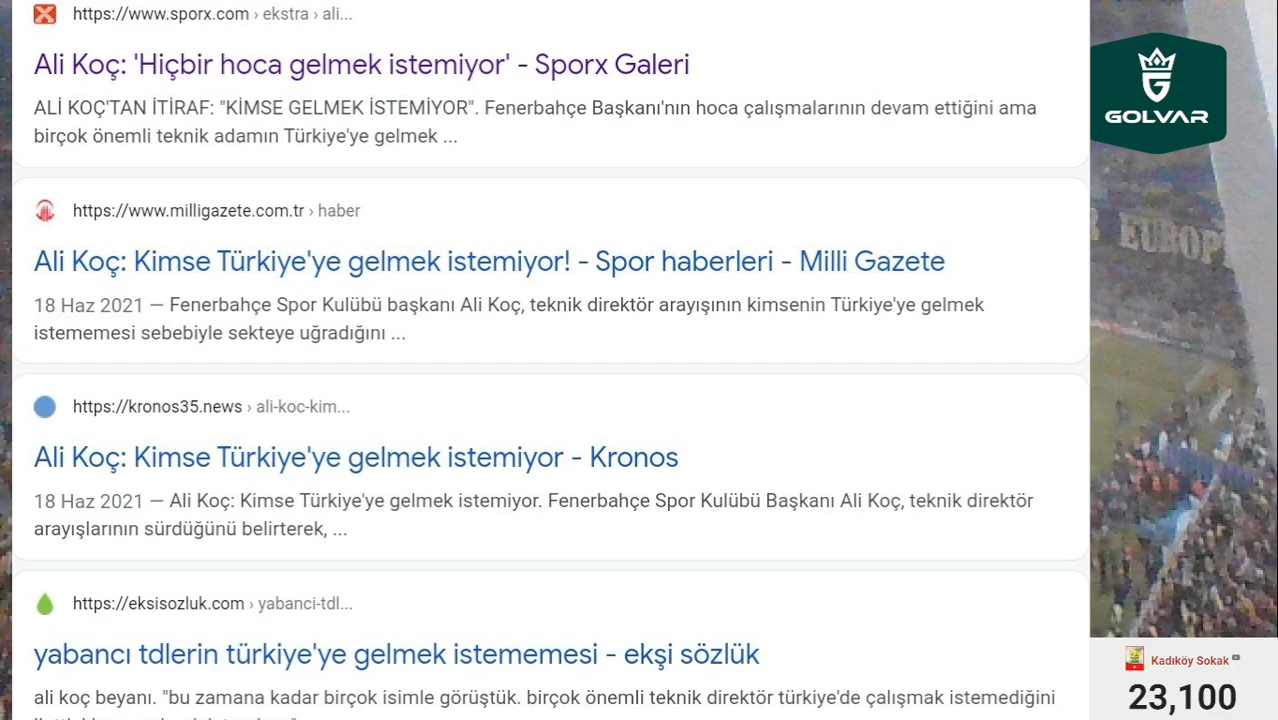 https://www.sporx.com › ekstra › ali...
Ali Koç: 'Hiçbir hoca gelmek istemiyor' - Sporx Galeri
ALİ KOÇ'TAN İTİRAF: "KİMSE GELMEK İSTEMİYOR". Fenerbahçe Başkanı'nın hoca çalışmalarının devam ettiğini ama
birçok önemli teknik adamın Türkiye'ye gelmek ...
GOLVAR
R EUROP
https://www.milligazete.com.tr › haber
Ali Koç: Kimse Türkiye'ye gelmek istemiyor! - Spor haberleri - Milli Gazete
18 Haz 2021 — Fenerbahçe Spor Kulübü başkanı Ali Koç, teknik direktör arayışının kimsenin Türkiye'ye gelmek
istememesi sebebiyle sekteye uğradığını ...
https://kronos35.news › ali-koc-kim...
Ali Koç: Kimse Türkiye'ye gelmek istemiyor - Kronos
18 Haz 2021 — Ali Koç: Kimse Türkiye'ye gelmek istemiyor. Fenerbahçe Spor Kulübü Başkanı Ali Koç, teknik direktör
arayışlarının sürdüğünü belirterek, ...
https://eksisozluk.com › yabanci-tdl...
yabancı tdlerin türkiye'ye gelmek istememesi - ekşi sözlük
ali koç beyanı. "bu zamana kadar birçok isimle görüştük. birçok önemli teknik direktör türkiye'de çalışmak istemediğini
Kadıköy Sokak
23,100